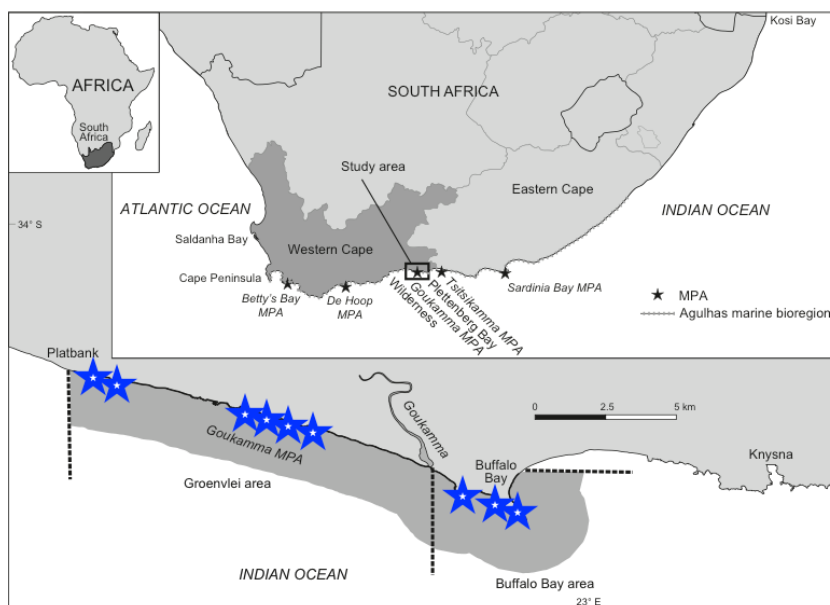 Kosi Bay
AFRICA
South
Africa
SOUTH AFRICA
Study area
Eastern Cape
ATLANTIC OCEAN
INDIAN OCEAN
34° S
Saldanha Bay
Western Cape
Cape Peninsula
Betty's Bay
MPA
De Hoop
MPA
Wilderness
Goukamma MPA
Plettenberg Bay
Tsitsikamma MPA
Sardinia Bay MPA
MPA
Agulhas marine bioregion
Platbank
Goukamma MPA
Groenvlei area
Goukamma
0 2.5 5 km
Buffalo
Bay
Knysna
INDIAN OCEAN
Buffalo Bay area
23° E